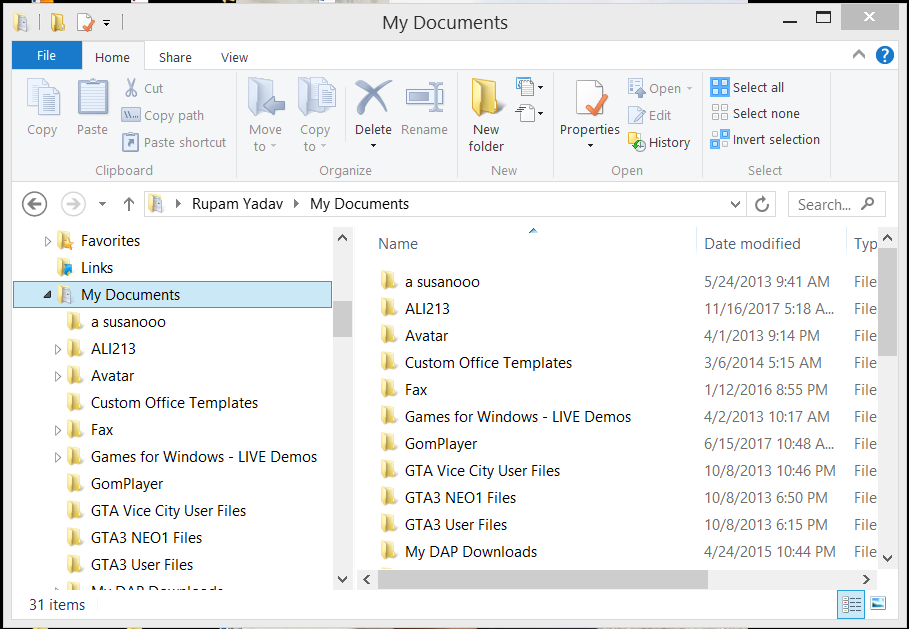 My Documents
File Home Share View
Copy
Paste
Cut
Copy path
Paste shortcut
Clipboard
Move to
Copy to
Delete
Rename
Organize
New folder
New
Properties
Open
Edit
History
Open
Select all
Select none
Invert selection
Select
Rupam Yadav My Documents
Search...
Favorites
Links
My Documents
a susanooo
ALI213
Avatar
Custom Office Templates
Fax
Games for Windows - LIVE Demos
GomPlayer
GTA Vice City User Files
GTA3 NEO1 Files
GTA3 User Files
My DAP Downloads
Name Date modified Typ
a susanooo 5/24/2013 9:41 AM File
ALI213 11/16/2017 5:18 A... File
Avatar 4/1/2013 9:14 PM File
Custom Office Templates 3/6/2014 5:15 AM File
Fax 1/12/2016 8:55 PM File
Games for Windows - LIVE Demos 4/2/2013 10:17 AM File
GomPlayer 6/15/2017 10:48 A... File
GTA Vice City User Files 10/8/2013 10:46 PM File
GTA3 NEO1 Files 10/8/2013 6:50 PM File
GTA3 User Files 10/8/2013 6:15 PM File
My DAP Downloads 4/24/2015 10:44 PM File
31 items